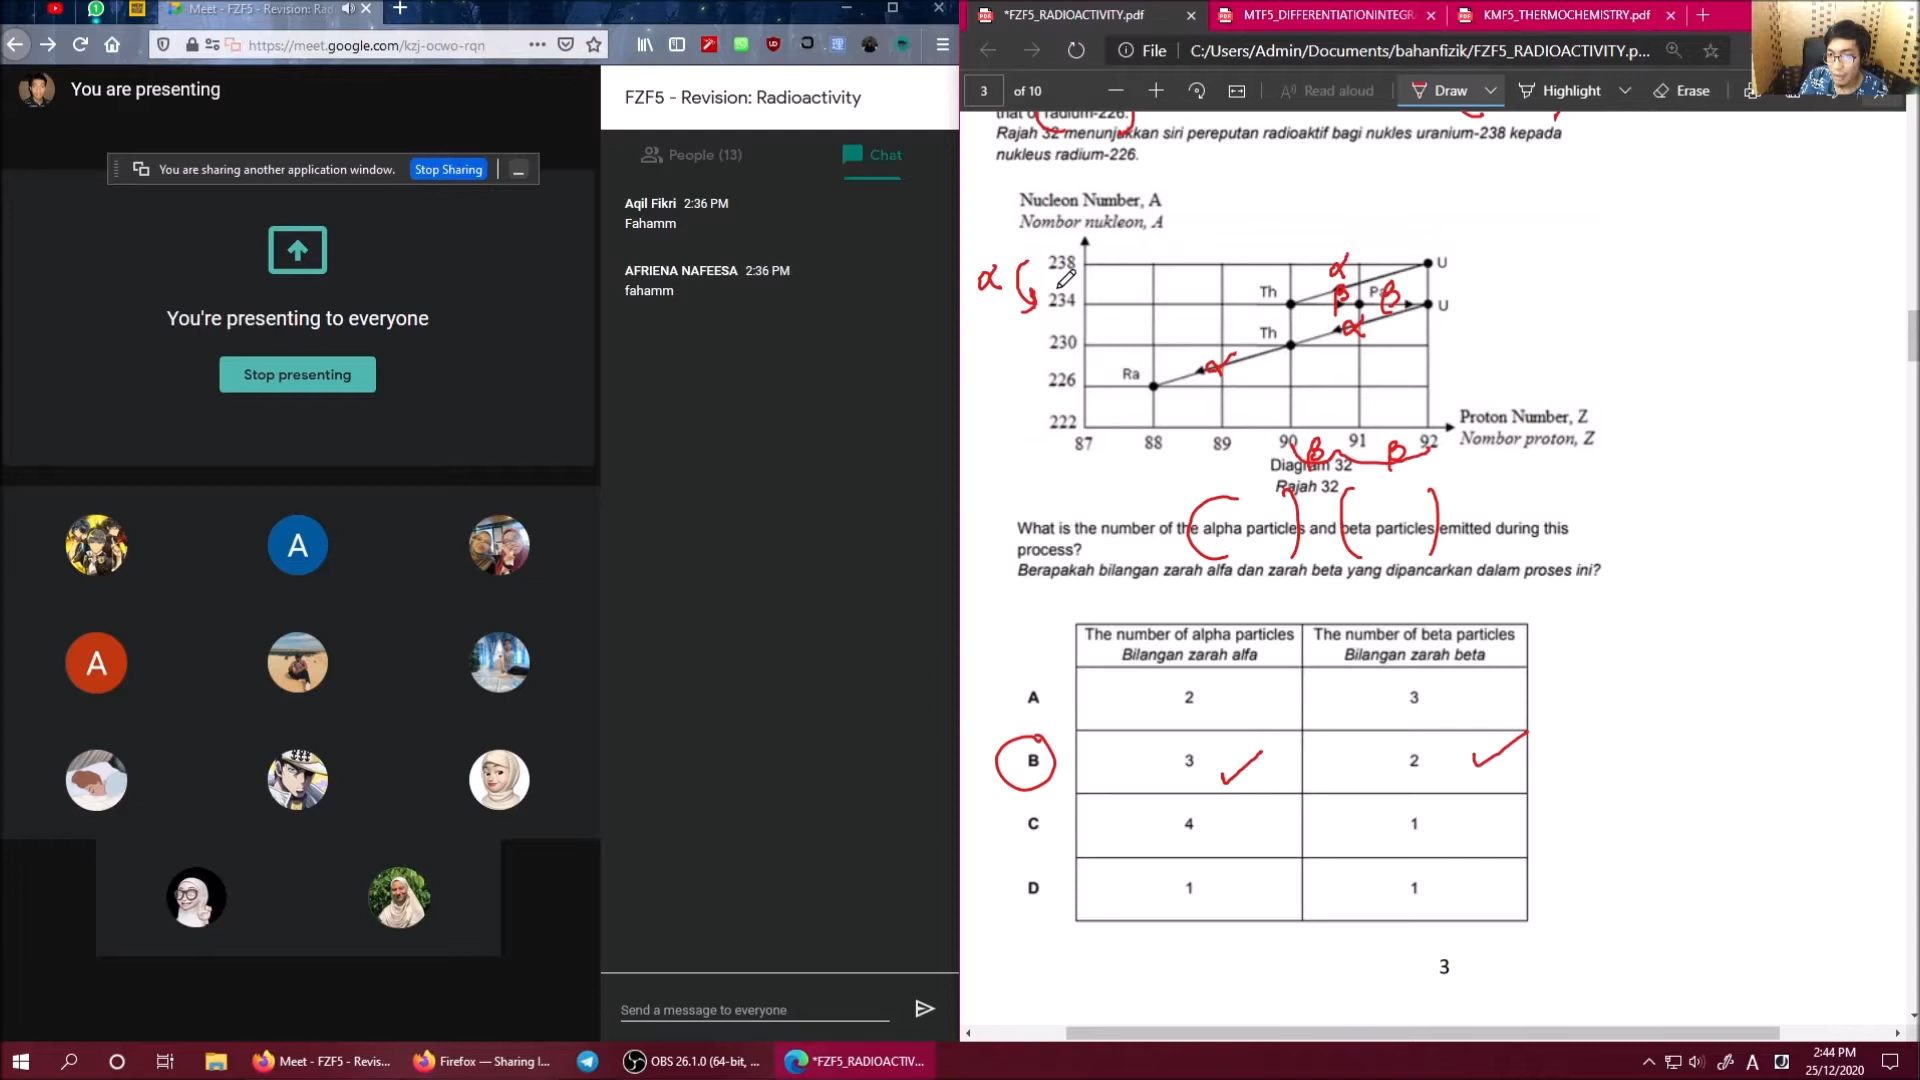 Meet - FZF5 - Revision: Rad
https://meet.google.com/kzj-ocwo-rqn
You are presenting
You are sharing another application window.
Stop Sharing
You're presenting to everyone
Stop presenting
A
A
FZF5 - Revision: Radioactivity
People (13)
Chat
Aqil Fikri 2:36 PM
Fahamm
AFRIENA NAFEESA 2:36 PM
fahamm
Send a message to everyone
*FZF5_RADIOACTIVITY.pdf
MTF5_DIFFERENTIATIONINTEGR
KMF5_THERMOCHEMISTRY.pdf
File
C:/Users/Admin/Documents/bahanfizik/FZF5_RADIOACTIVITY.p...
3 of 10
Read aloud
Draw
Highlight
Erase
that of radium-226.
Rajah 32 menunjukkan siri pereputan radioaktif bagi nukles uranium-238 kepada
nukleus radium-226.
Nucleon Number, A
Nombor nukleon, A
238
α
α
U
234
Th
β
β
U
230
Th
α
226
Ra
α
222
87 88 89 90 91 92
Proton Number, Z
Nombor proton, Z
β β
Diagram 32
Rajah 32
What is the number of the alpha particles and beta particles emitted during this
process?
Berapakah bilangan zarah alfa dan zarah beta yang dipancarkan dalam proses ini?
The number of alpha particles The number of beta particles
Bilangan zarah alfa Bilangan zarah beta
A 2 3
B 3 2
C 4 1
D 1 1
3
Meet - FZF5 - Revis...
Firefox — Sharing I...
OBS 26.1.0 (64-bit, ...
*FZF5_RADIOACTIV...
A
2:44 PM
25/12/2020